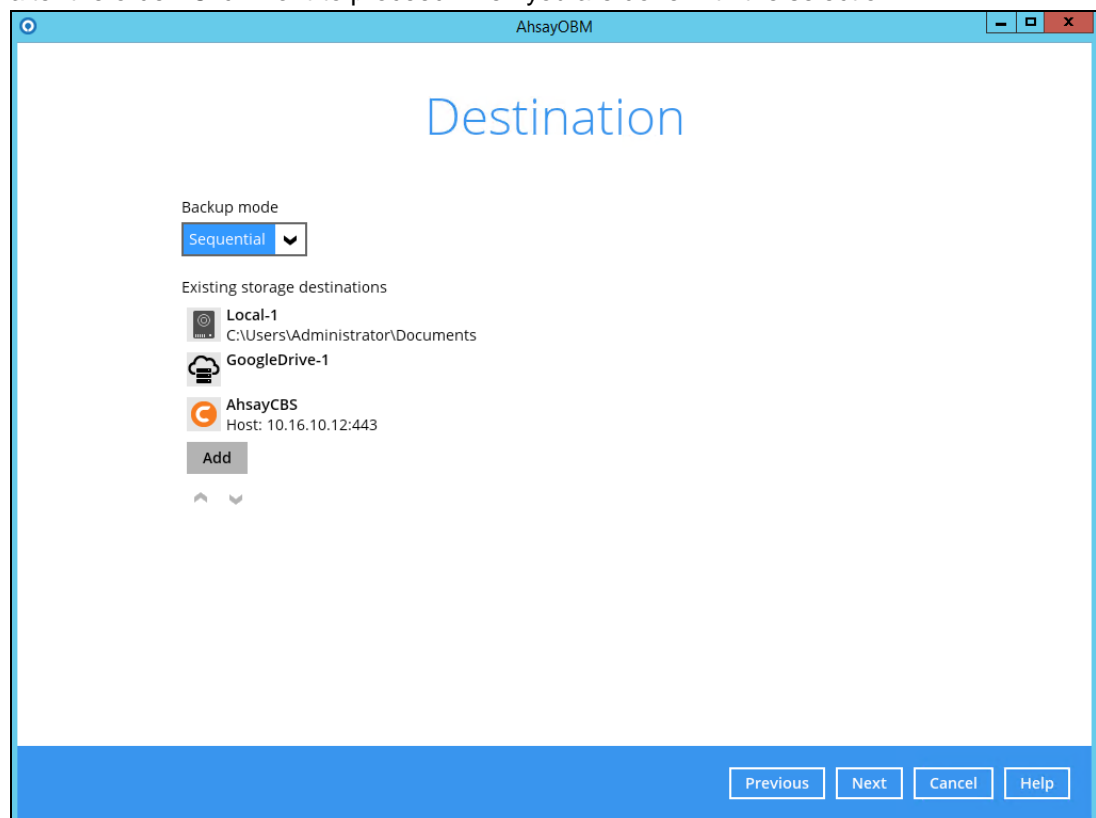 AhsayOBM
Destination
Backup mode
Sequential
Existing storage destinations
Local-1
C:\Users\Administrator\Documents
GoogleDrive-1
AhsayCBS
Host: 10.16.10.12:443
Add
Previous Next Cancel Help